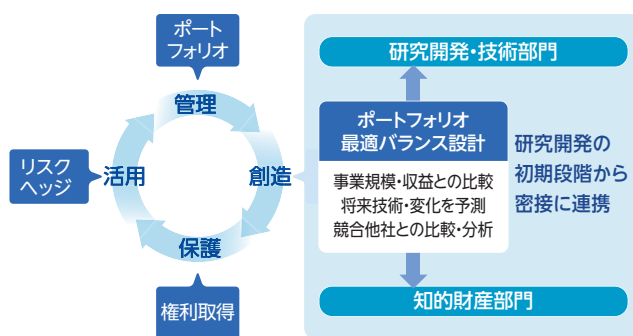 ポート
フォリオ
管理
リスク
ヘッジ
活用
創造
保護
権利取得
研究開発・技術部門
ポートフォリオ
最適バランス設計
事業規模・収益との比較
将来技術・変化を予測
競合他社との比較・分析
研究開発の
初期段階から
密接に連携
知的財産部門